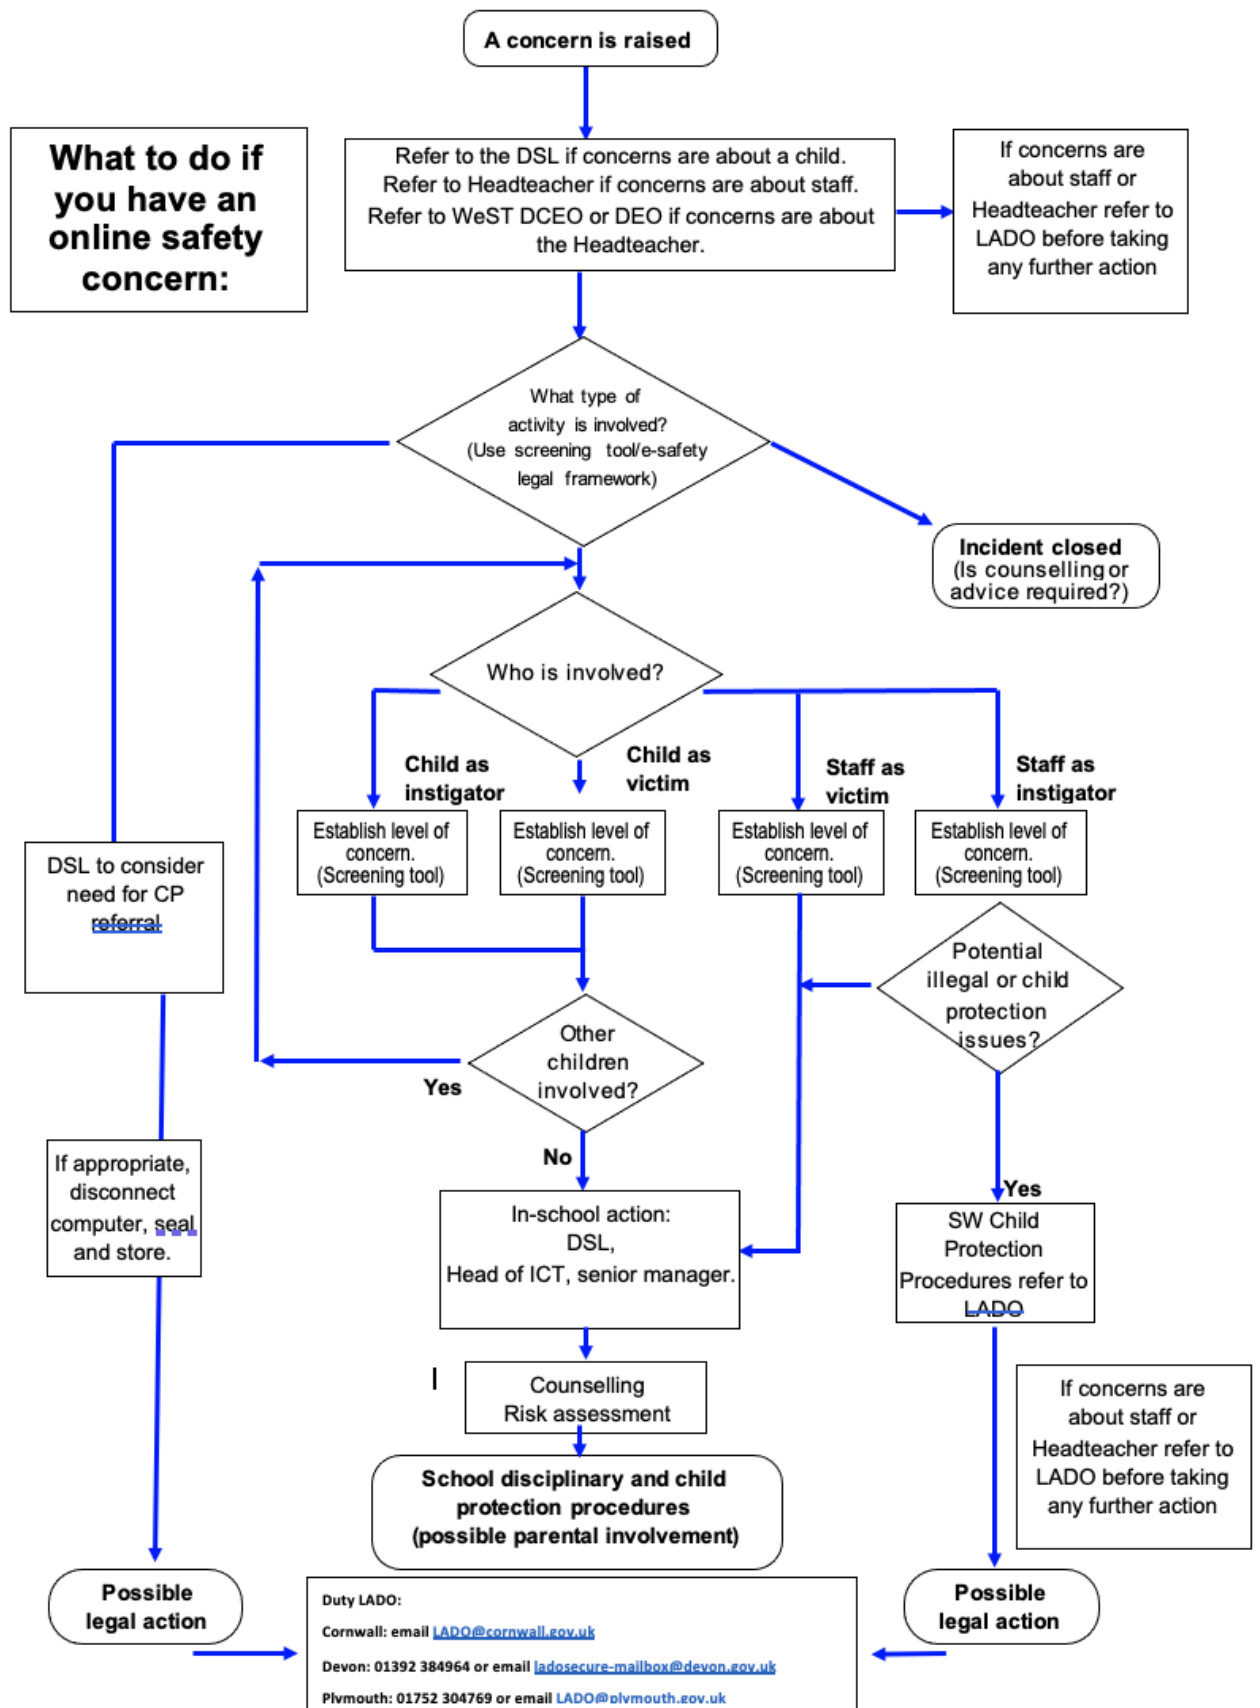 A concern is raised
What to do if
you have an
online safety
concern:
Refer to the DSL if concerns are about a child.
Refer to Headteacher if concerns are about staff.
Refer to WeST DCEO or DEO if concerns are about
the Headteacher.
If concerns are
about staff or
Headteacher refer to
LADO before taking
any further action
What type of
activity is involved?
(Use screening tool/e-safety
legal framework)
Incident closed
(Is counselling or
advice required?)
Who is involved?
Child as
instigator
Child as
victim
Staff as
victim
Staff as
instigator
Establish level of
concern.
(Screening tool)
Establish level of
concern.
(Screening tool)
Establish level of
concern.
(Screening tool)
Establish level of
concern.
(Screening tool)
DSL to consider
need for CP
referral
Potential
illegal or child
protection
issues?
Other
children
involved?
Yes
No
If appropriate,
disconnect
computer, seal
and store.
In-school action:
DSL,
Head of ICT, senior manager.
Yes
SW Child
Protection
Procedures refer to
LADO
Counselling
Risk assessment
If concerns are
about staff or
Headteacher refer to
LADO before taking
any further action
School disciplinary and child
protection procedures
(possible parental involvement)
Possible
legal action
Possible
legal action
Duty LADO:
Cornwall: email LADO@cornwall.gov.uk
Devon: 01392 384964 or email ladosecure-mailbox@devon.gov.uk
Plymouth: 01752 304769 or email LADO@plymouth.gov.uk